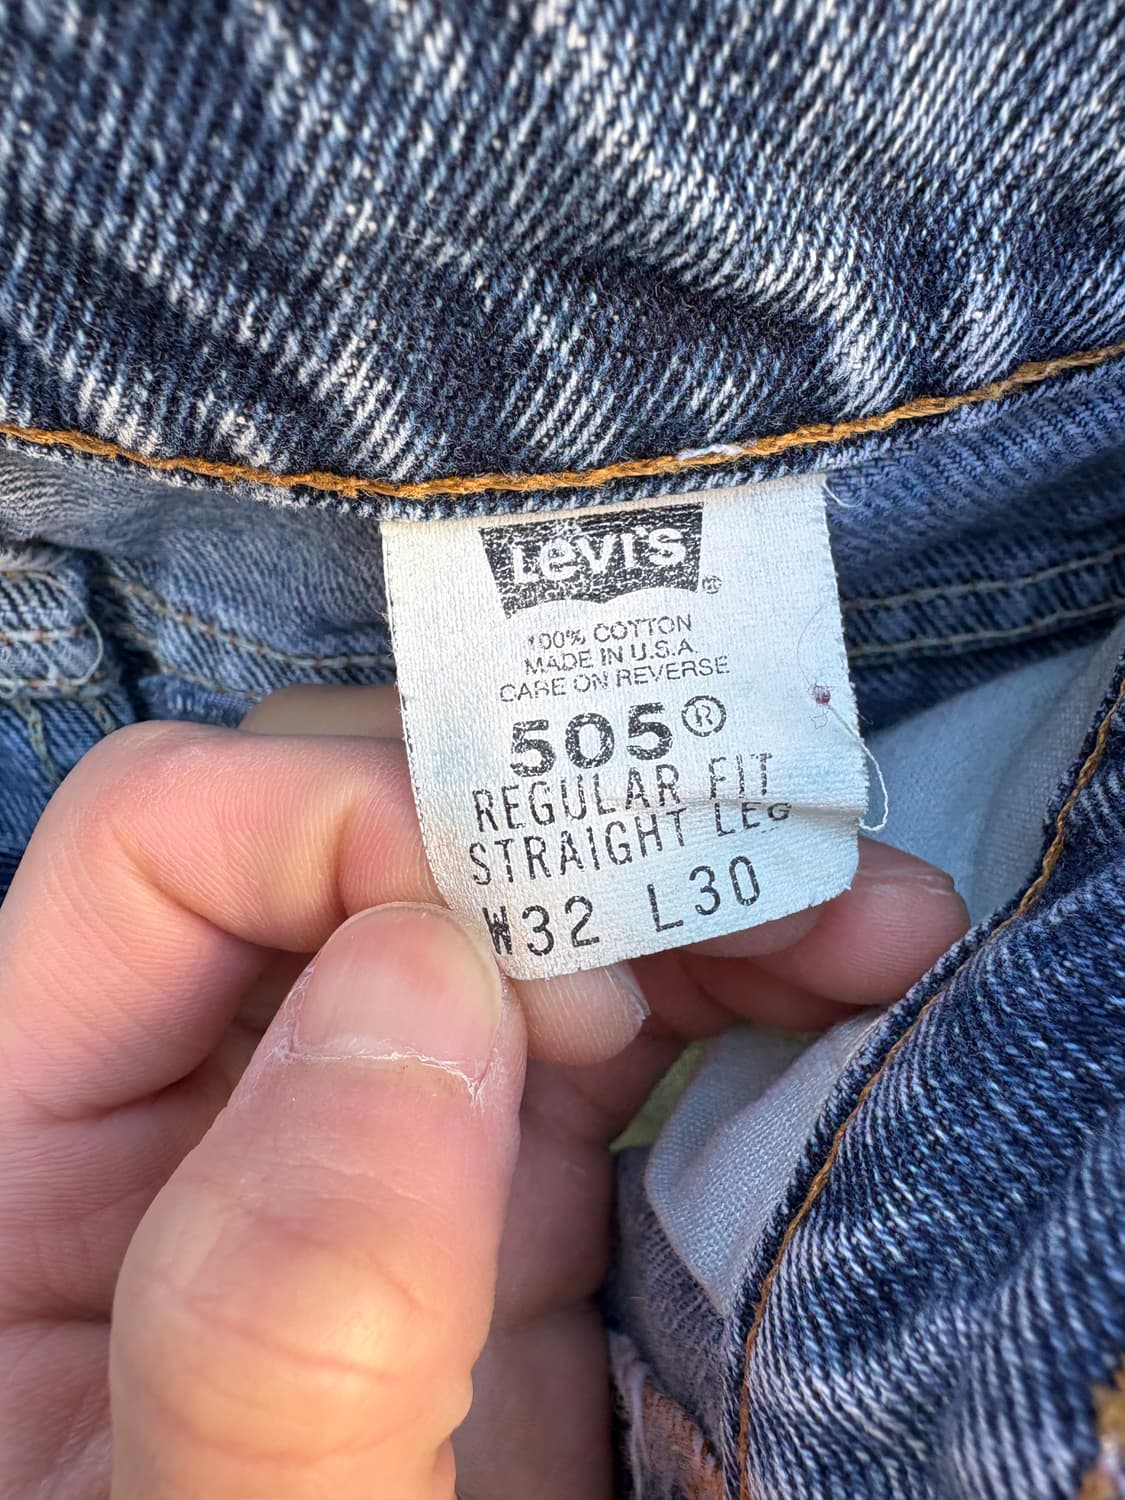 Levi's ®
100% COTTON
MADE IN U.S.A.
CARE ON REVERSE
505®
REGULAR FIT
STRAIGHT LEG
W32 L30